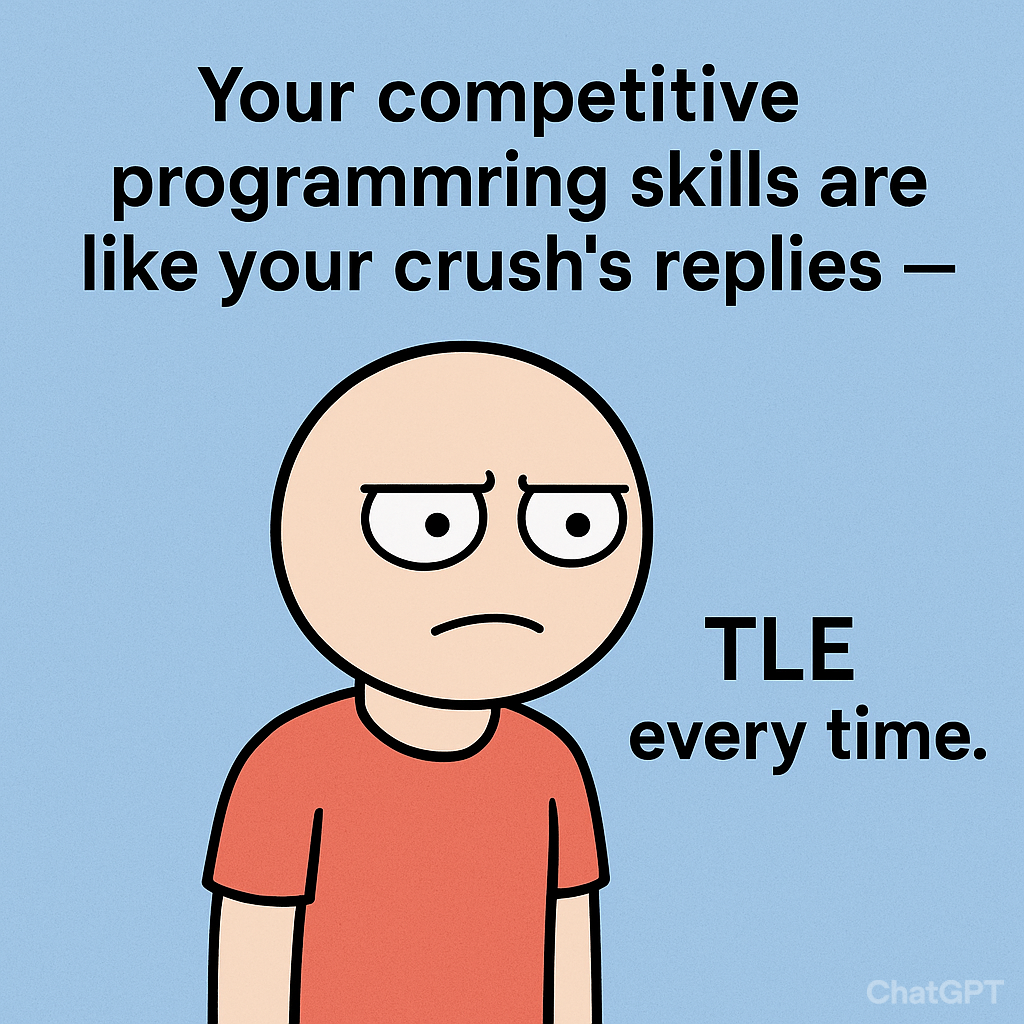 Your competitive
programmring skills are
like your crush's replies —
TLE
every time.
ChatGPT